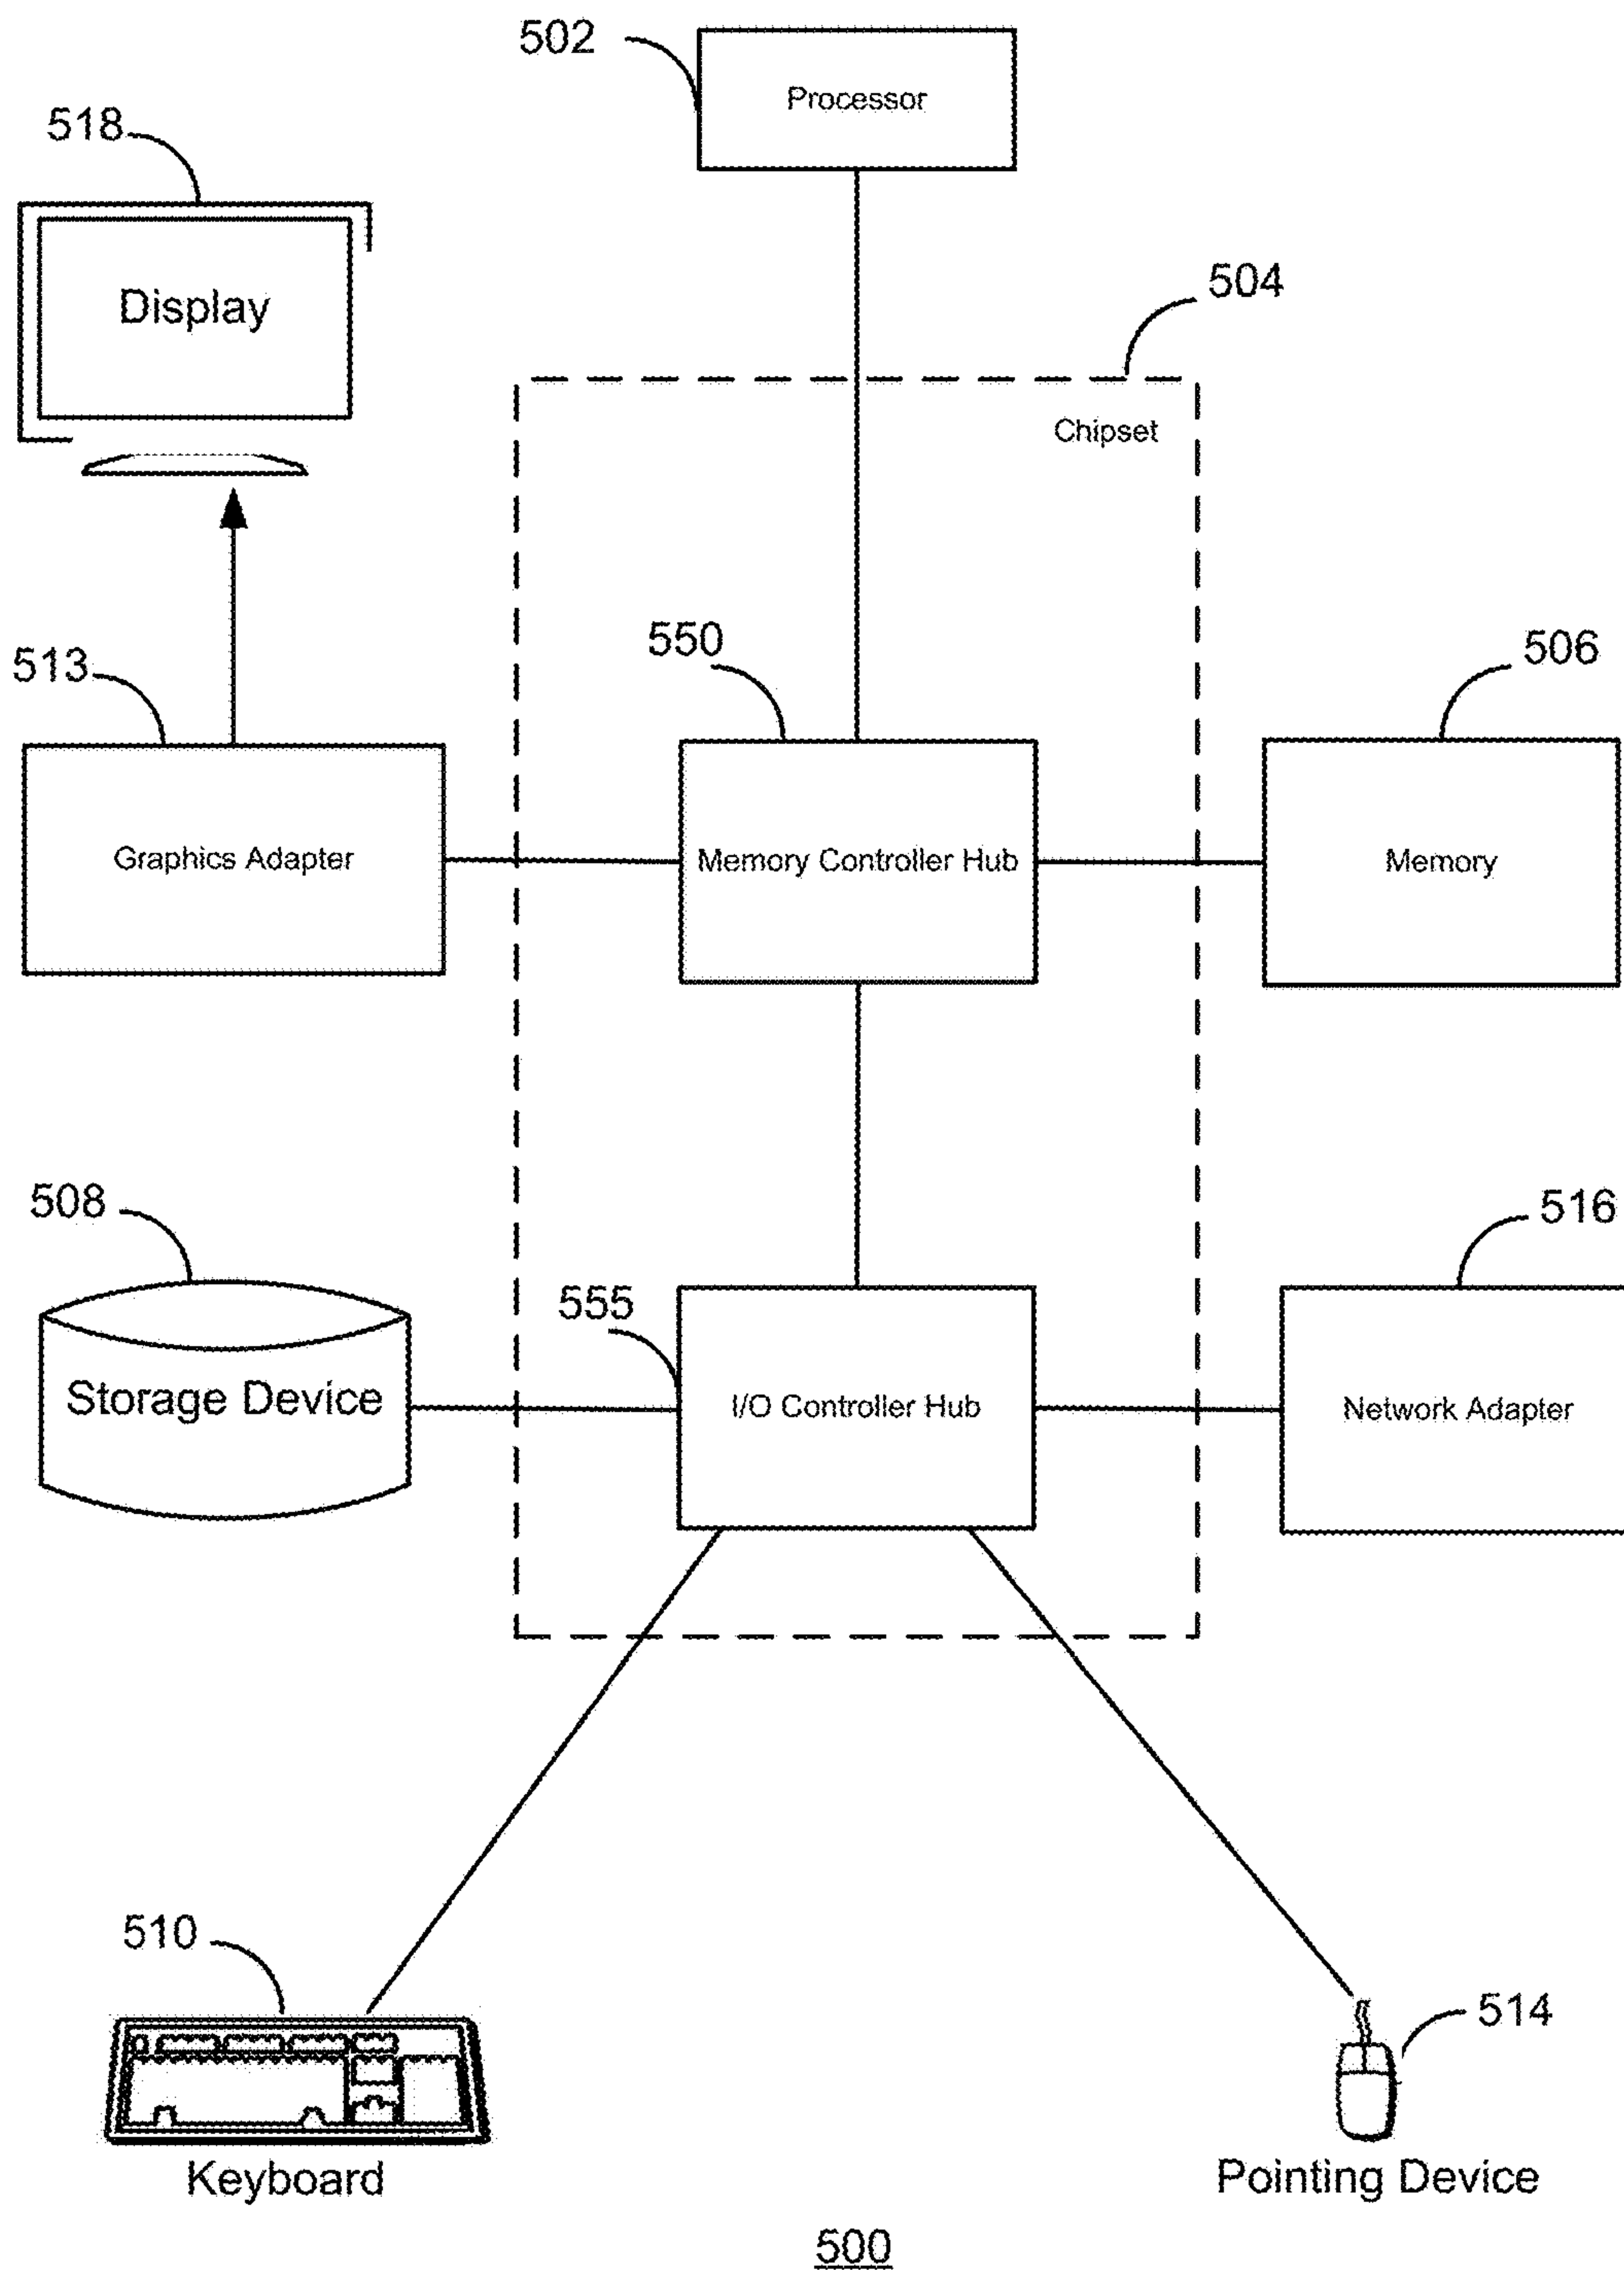 502
Processor
518
Display
504
Chipset
513
550
506
Graphics Adapter
Memory Controller Hub
Memory
508
516
555
Storage Device
I/O Controller Hub
Network Adapter
510
514
Keyboard
Pointing Device
500